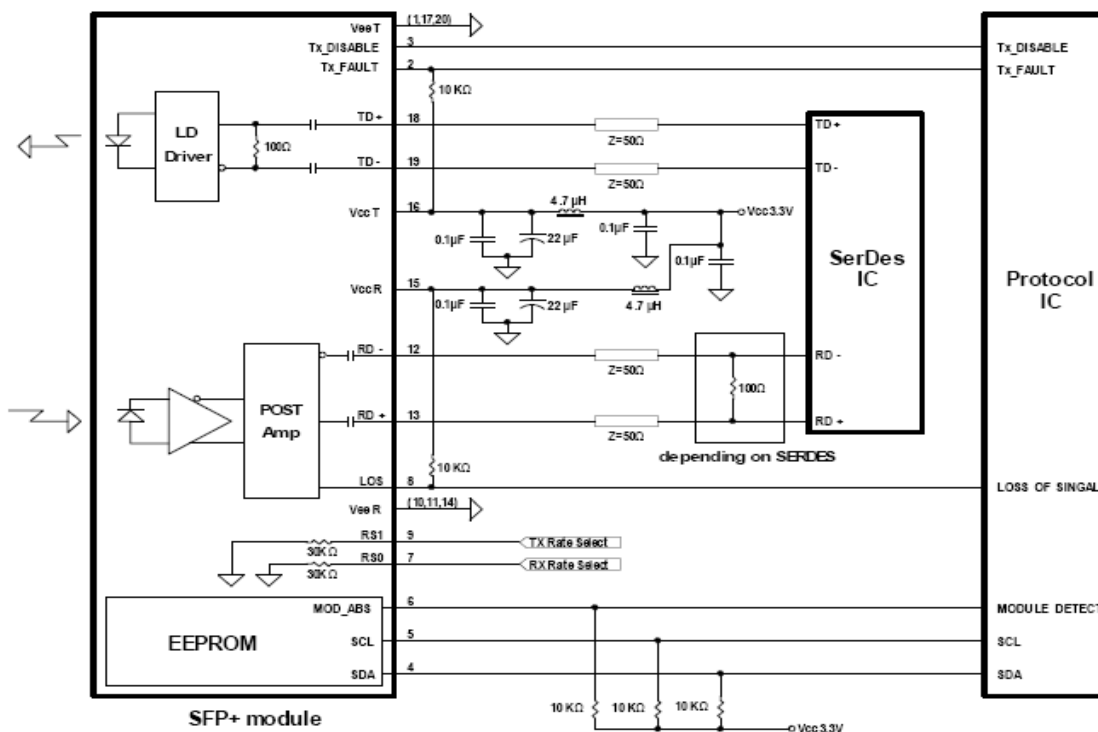 VeeT
(1,17,20)
Tx_DISABLE
3
Tx_DISABLE
Tx_FAULT
2
Tx_FAULT
10 KΩ
LD
Driver
100Ω
TD+
18
Z=50Ω
TD+
TD -
19
Z=50Ω
TD -
VccT
16
4.7 µH
Vcc3.3V
0.1µF
22 µF
0.1µF
0.1µF
SerDes
IC
Protocol
IC
VccR
15
0.1µF
22 µF
4.7 µH
RD -
12
Z=50Ω
RD -
100Ω
POST
Amp
RD +
13
Z=50Ω
RD +
depending on SERDES
10 KΩ
LOS
8
LOSS OF SINGAL
VeeR
(10,11,14)
RS1
9
TX Rate Select
30KΩ
RS0
7
RX Rate Select
30KΩ
EEPROM
MOD_ABS
6
MODULE DETECT
SCL
5
SCL
SDA
4
SDA
10 KΩ
10 KΩ
10 KΩ
Vcc3.3V
SFP+ module